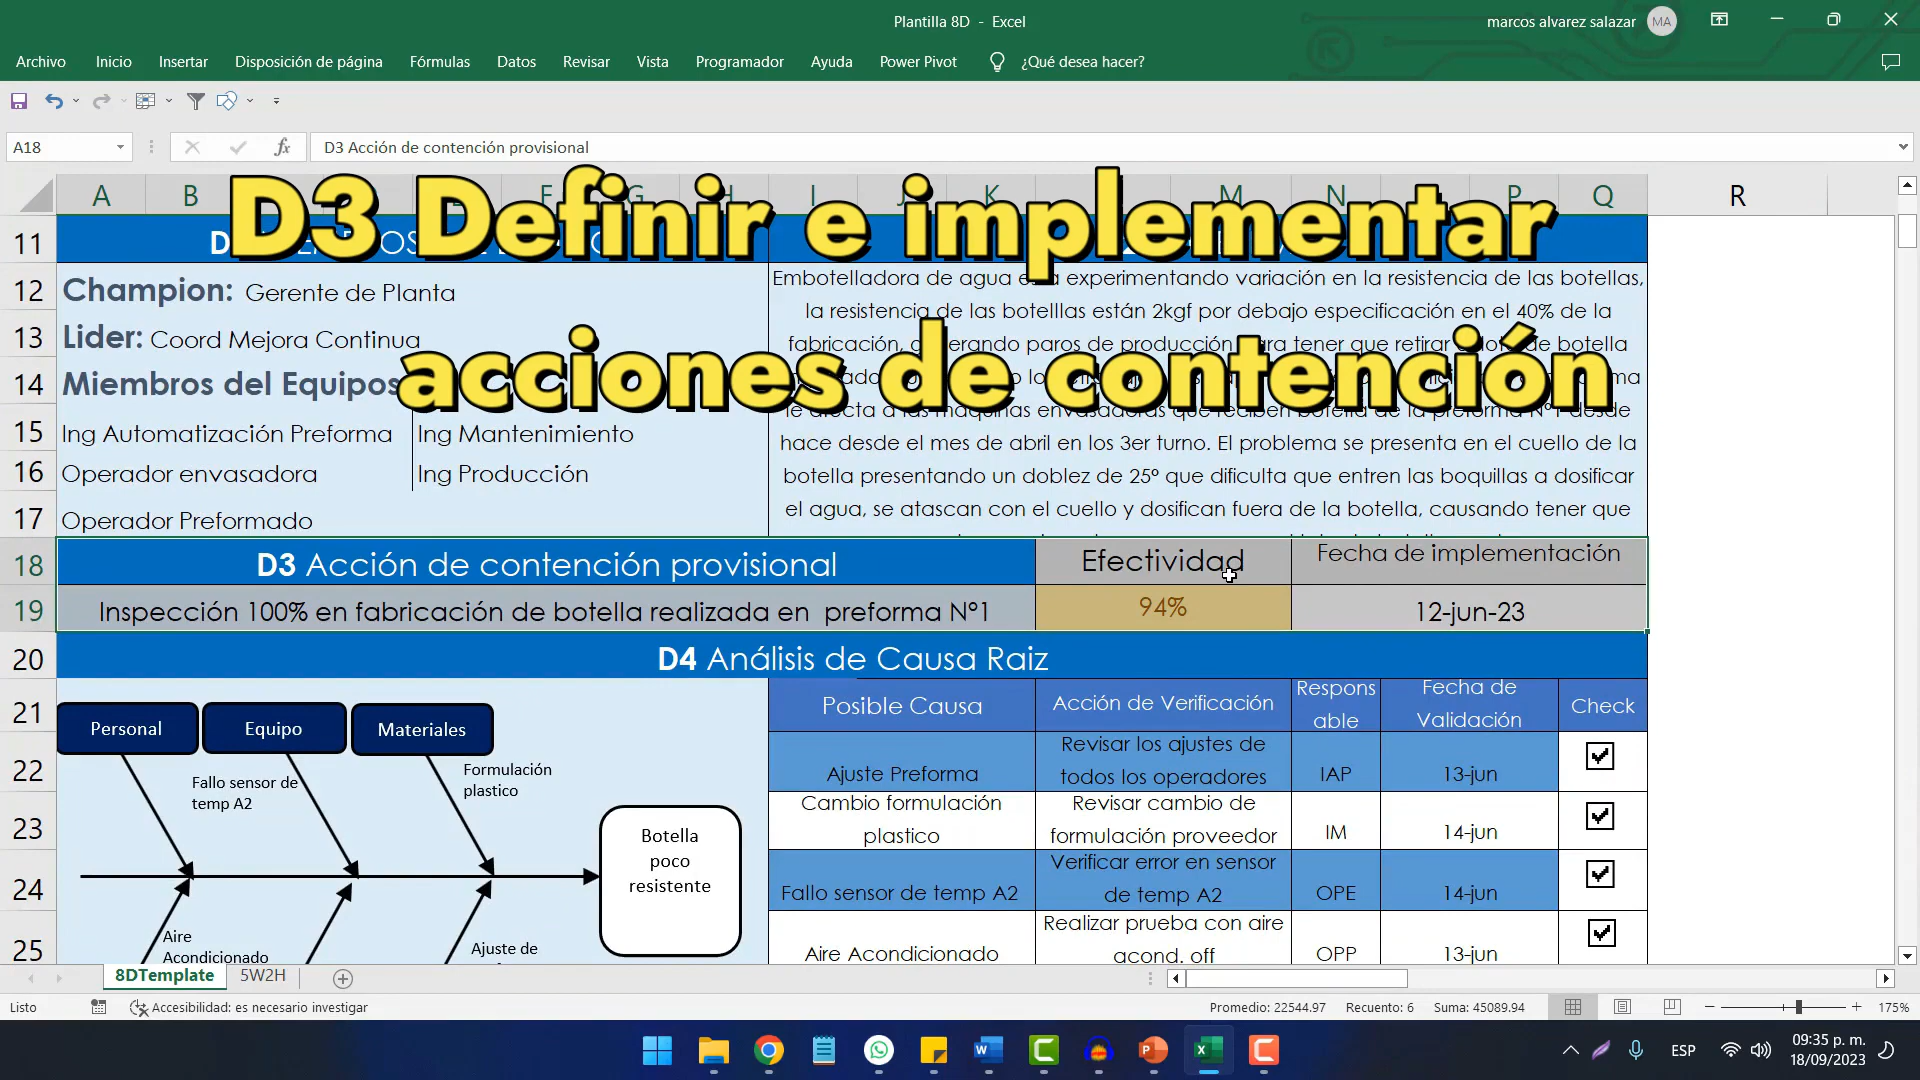 Plantilla 8D - Excel
marcos alvarez salazar MA
Archivo Inicio Insertar Disposición de página Fórmulas Datos Revisar Vista Programador Ayuda Power Pivot ¿Qué desea hacer?
A18
fx
D3 Acción de contención provisional
A B F G H I J K M N P Q R
D3 Definir e implementar
acciones de contención
11
12 Champion: Gerente de Planta
13 Lider: Coord Mejora Continua
14 Miembros del Equipos
15 Ing Automatización Preforma Ing Mantenimiento
16 Operador envasadora Ing Producción
17 Operador Preformado
Embotelladora de agua experimentando variación en la resistencia de las botellas,
la resistencia de las botelllas están 2kgf por debajo especificación en el 40% de la
fabricación, paros de producción para tener que retirar lote de botella
hace desde el mes de abril en los 3er turno. El problema se presenta en el cuello de la
botella presentando un doblez de 25º que dificulta que entren las boquillas a dosificar
el agua, se atascan con el cuello y dosifican fuera de la botella, causando tener que
18 D3 Acción de contención provisional Efectividad Fecha de implementación
19 Inspección 100% en fabricación de botella realizada en preforma Nº1 94% 12-jun-23
20 D4 Análisis de Causa Raiz
21 Posible Causa Acción de Verificación Respons
able Fecha de
Validación Check
22 Ajuste Preforma Revisar los ajustes de
todos los operadores IAP 13-jun
23 Cambio formulación
plastico Revisar cambio de
formulación proveedor IM 14-jun
24 Fallo sensor de temp A2 Verificar error en sensor
de temp A2 OPE 14-jun
25 Aire Acondicionado Realizar prueba con aire
acond. off OPP 13-jun
Personal Equipo Materiales
Fallo sensor de
temp A2
Formulación
plastico
Botella
poco
resistente
Aire
Acondicionado
Ajuste de
8DTemplate 5W2H
Listo Accesibilidad: es necesario investigar Promedio: 22544.97 Recuento: 6 Suma: 45089.94 175%
ESP 09:35 p. m.
18/09/2023